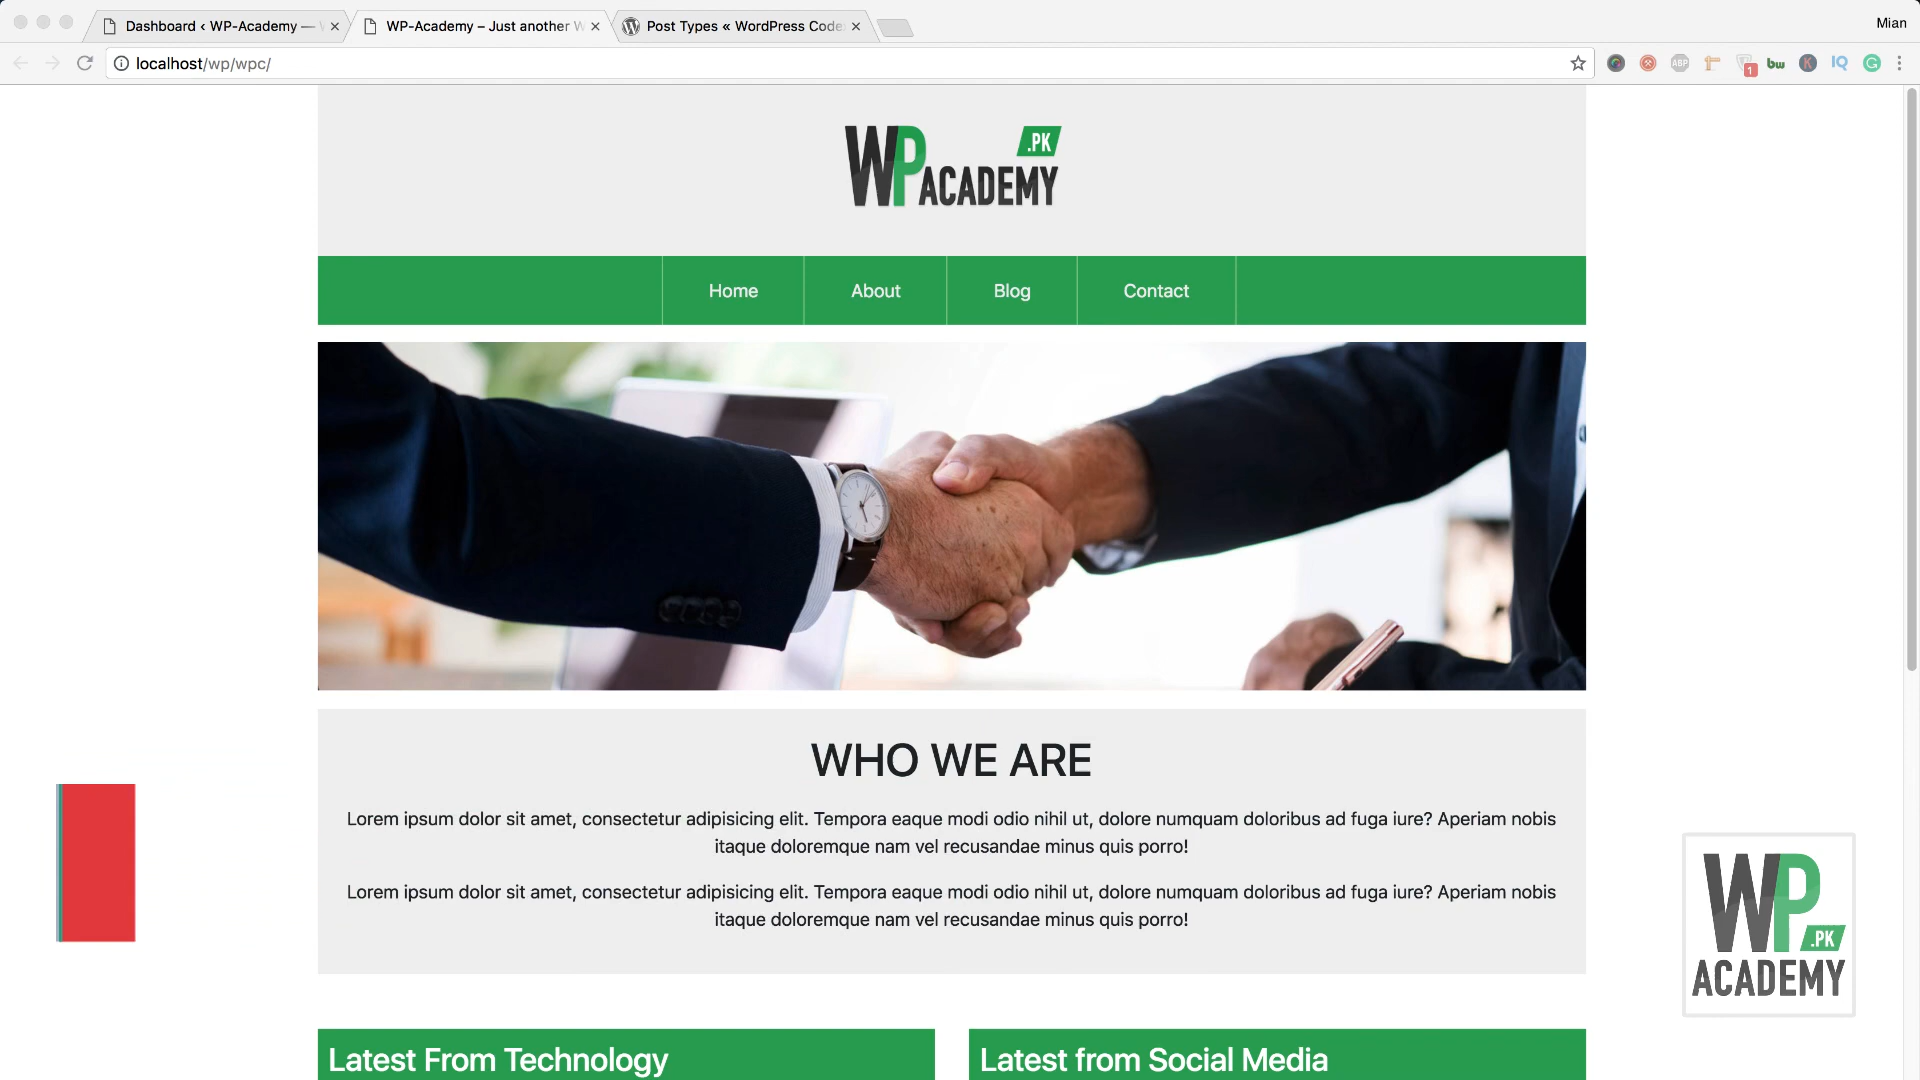 Dashboard ‹ WP-Academy —
WP-Academy – Just another W
Post Types « WordPress Code
Mian
localhost/wp/wpc/
ABP
1
bw
K
IQ
G
WP ACADEMY .PK
Home
About
Blog
Contact
WHO WE ARE
Lorem ipsum dolor sit amet, consectetur adipisicing elit. Tempora eaque modi odio nihil ut, dolore numquam doloribus ad fuga iure? Aperiam nobis
itaque doloremque nam vel recusandae minus quis porro!
Lorem ipsum dolor sit amet, consectetur adipisicing elit. Tempora eaque modi odio nihil ut, dolore numquam doloribus ad fuga iure? Aperiam nobis
itaque doloremque nam vel recusandae minus quis porro!
WP
.PK
ACADEMY
Latest From Technology
Latest from Social Media